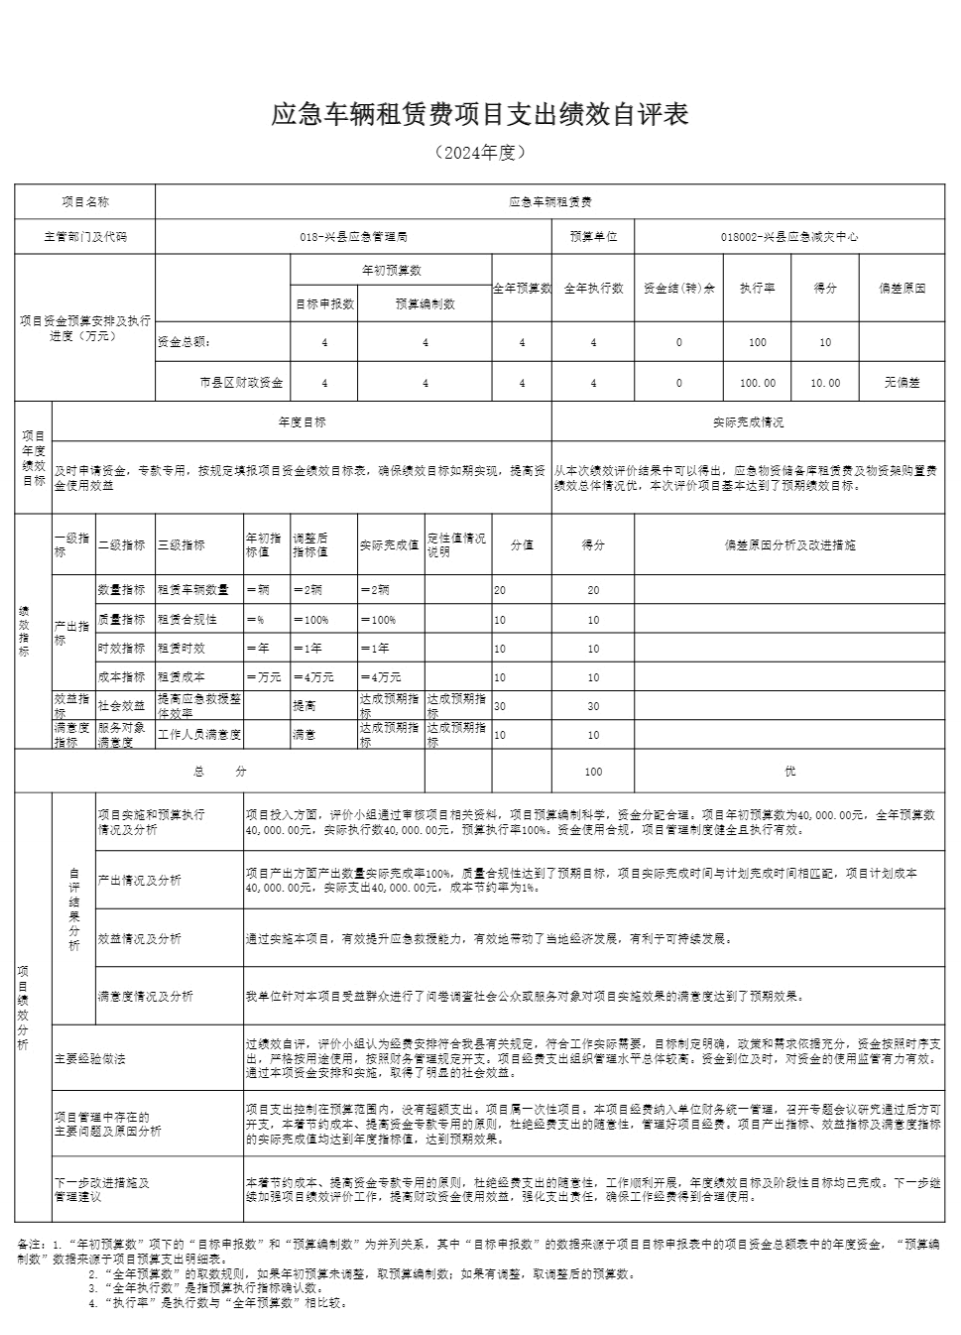 应急车辆租赁费项目支出绩效自评表
（2024年度）
项目名称
应急车辆租赁费
主管部门及代码
018-兴县应急管理局
预算单位
018002-兴县应急减灾中心
项目资金预算安排及执行
进度（万元）
年初预算数
目标申报数
预算编制数
全年预算数
全年执行数
资金结(转)余
执行率
得分
偏差原因
资金总额：
4
4
4
4
0
100
10
市县区财政资金
4
4
4
4
0
100.00
10.00
无偏差
项目
年度
绩效
目标
年度目标
实际完成情况
及时申请资金，专款专用，按规定填报项目资金绩效目标表，确保绩效目标如期实现，提高资
金使用效益
从本次绩效评价结果中可以得出，应急物资储备库租赁费及物资架购置费
绩效总体情况优，本次评价项目基本达到了预期绩效目标。
绩
效
指
标
一级指
标
二级指标
三级指标
年初指
标值
调整后
指标值
实际完成值
定性值情况
说明
分值
得分
偏差原因分析及改进措施
产出指
标
数量指标
租赁车辆数量
＝辆
＝2辆
＝2辆
20
20
质量指标
租赁合规性
＝%
＝100%
＝100%
10
10
时效指标
租赁时效
＝年
＝1年
＝1年
10
10
成本指标
租赁成本
＝万元
＝4万元
＝4万元
10
10
效益指
标
社会效益
提高应急救援整
体效率
提高
达成预期指
标
达成预期指
标
30
30
满意度
指标
服务对象
满意度
工作人员满意度
满意
达成预期指
标
达成预期指
标
10
10
总 分
100
优
项
目
绩
效
分
析
自
评
结
果
分
析
项目实施和预算执行
情况及分析
项目投入方面，评价小组通过审核项目相关资料，项目预算编制科学，资金分配合理。项目年初预算数为40,000.00元，全年预算数
40,000.00元，实际执行数40,000.00元，预算执行率100%。资金使用合规，项目管理制度健全且执行有效。
产出情况及分析
项目产出方面产出数量实际完成率100%，质量合规性达到了预期目标，项目实际完成时间与计划完成时间相匹配，项目计划成本
40,000.00元，实际支出40,000.00元，成本节约率为1%。
效益情况及分析
通过实施本项目，有效提升应急救援能力，有效地带动了当地经济发展，有利于可持续发展。
满意度情况及分析
我单位针对本项目受益群众进行了问卷调查社会公众或服务对象对项目实施效果的满意度达到了预期效果。
主要经验做法
过绩效自评，评价小组认为经费安排符合我县有关规定，符合工作实际需要，目标制定明确，政策和需求依据充分，资金按照时序支
出，严格按用途使用，按照财务管理规定开支。项目经费支出组织管理水平总体较高。资金到位及时，对资金的使用监管有力有效。
通过本项资金安排和实施，取得了明显的社会效益。
项目管理中存在的
主要问题及原因分析
项目支出控制在预算范围内，没有超额支出。项目属一次性项目。本项目经费纳入单位财务统一管理，召开专题会议研究通过后方可
开支，本着节约成本、提高资金专款专用的原则，杜绝经费支出的随意性，管理好项目经费。项目产出指标、效益指标及满意度指标
的实际完成值均达到年度指标值，达到预期效果。
下一步改进措施及
管理建议
本着节约成本、提高资金专款专用的原则，杜绝经费支出的随意性，工作顺利开展，年度绩效目标及阶段性目标均已完成。下一步继
续加强项目绩效评价工作，提高财政资金使用效益，强化支出责任，确保工作经费得到合理使用。
备注：1.“年初预算数”项下的“目标申报数”和“预算编制数”为并列关系，其中“目标申报数”的数据来源于项目目标申报表中的项目资金总额表中的年度资金，“预算编
制数”数据来源于项目预算支出明细表。
2.“全年预算数”的取数规则，如果年初预算未调整，取预算编制数；如果有调整，取调整后的预算数。
3.“全年执行数”是指预算执行指标确认数。
4.“执行率”是执行数与“全年预算数”相比较。